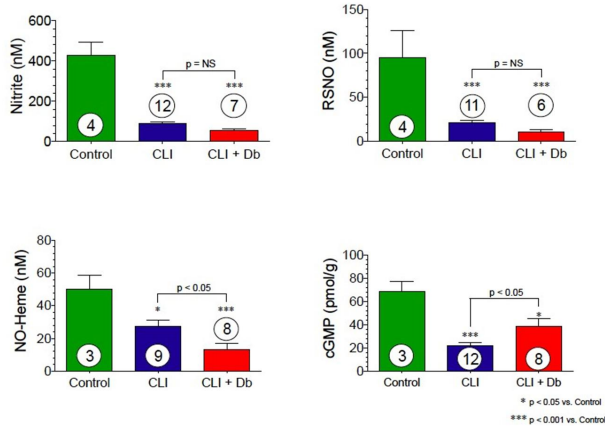 Nitrite (nM)
600
400
200
0
p = NS
***
***
4
12
7
Control
CLI
CLI + Db
RSNO (nM)
150
100
50
0
p = NS
***
***
4
11
6
Control
CLI
CLI + Db
NO-Heme (nM)
80
60
40
20
0
p < 0.05
*
***
3
9
8
Control
CLI
CLI + Db
cGMP (pmol/g)
100
80
60
40
20
0
p < 0.05
***
*
3
12
8
Control
CLI
CLI + Db
* p < 0.05 vs. Control
*** p < 0.001 vs. Control